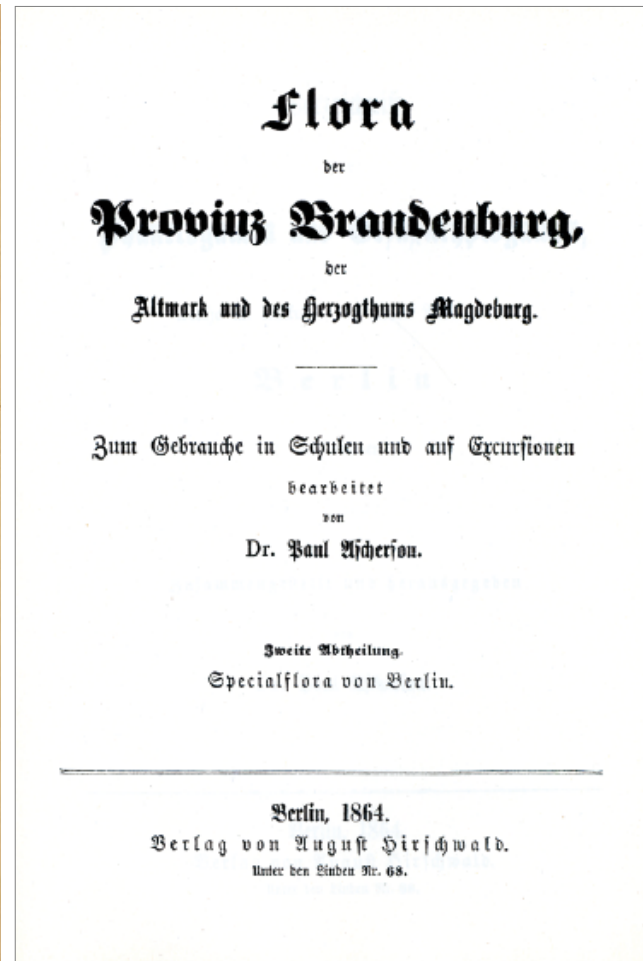 Flora
der
Provinz Brandenburg,
der
Altmark und des Herzogthums Magdeburg.
Zum Gebrauche in Schulen und auf Excursionen
bearbeitet
von
Dr. Paul Ascherson.
Zweite Abtheilung.
Specialflora von Berlin.
Berlin, 1864.
Verlag von August Hirschwald.
Unter den Linden Nr. 68.